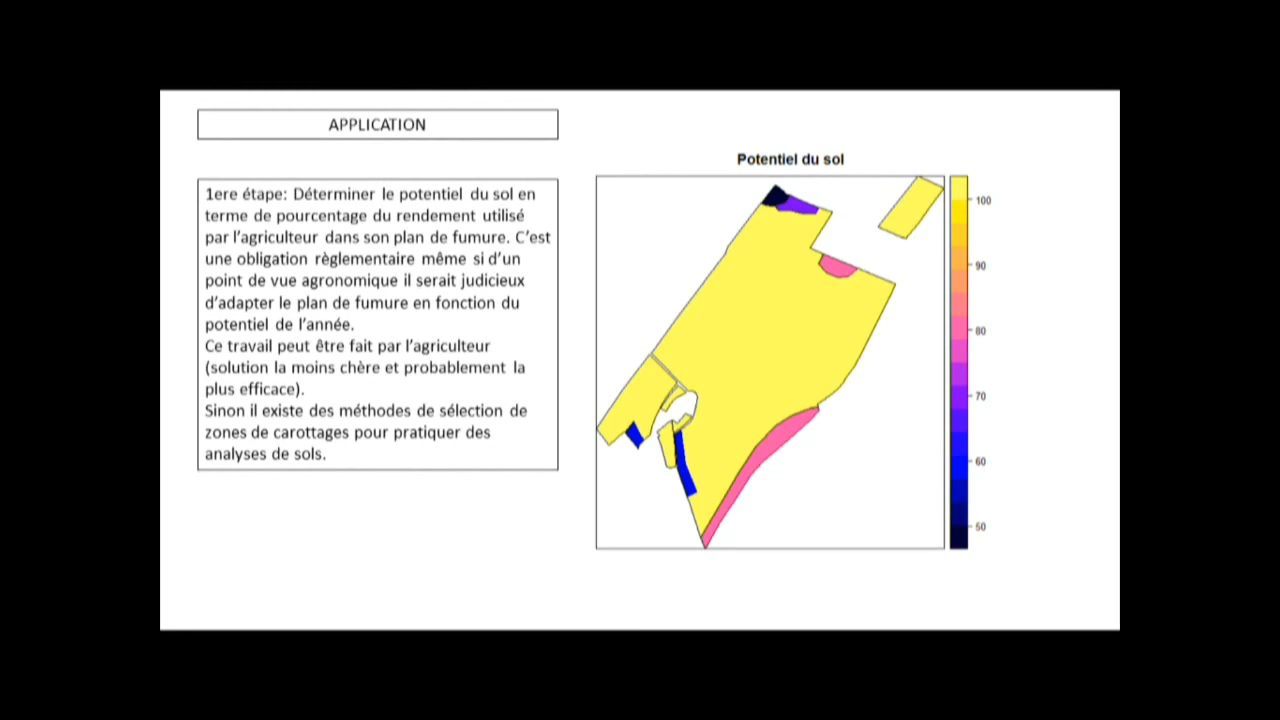 APPLICATION
Potentiel du sol
1ere étape: Déterminer le potentiel du sol en
terme de pourcentage du rendement utilisé
par l'agriculteur dans son plan de fumure. C'est
une obligation règlementaire même si d'un
point de vue agronomique il serait judicieux
d'adapter le plan de fumure en fonction du
potentiel de l'année.
Ce travail peut être fait par l'agriculteur
(solution la moins chère et probablement la
plus efficace).
Sinon il existe des méthodes de sélection de
zones de carottages pour pratiquer des
analyses de sols.
100
90
80
70
60
50